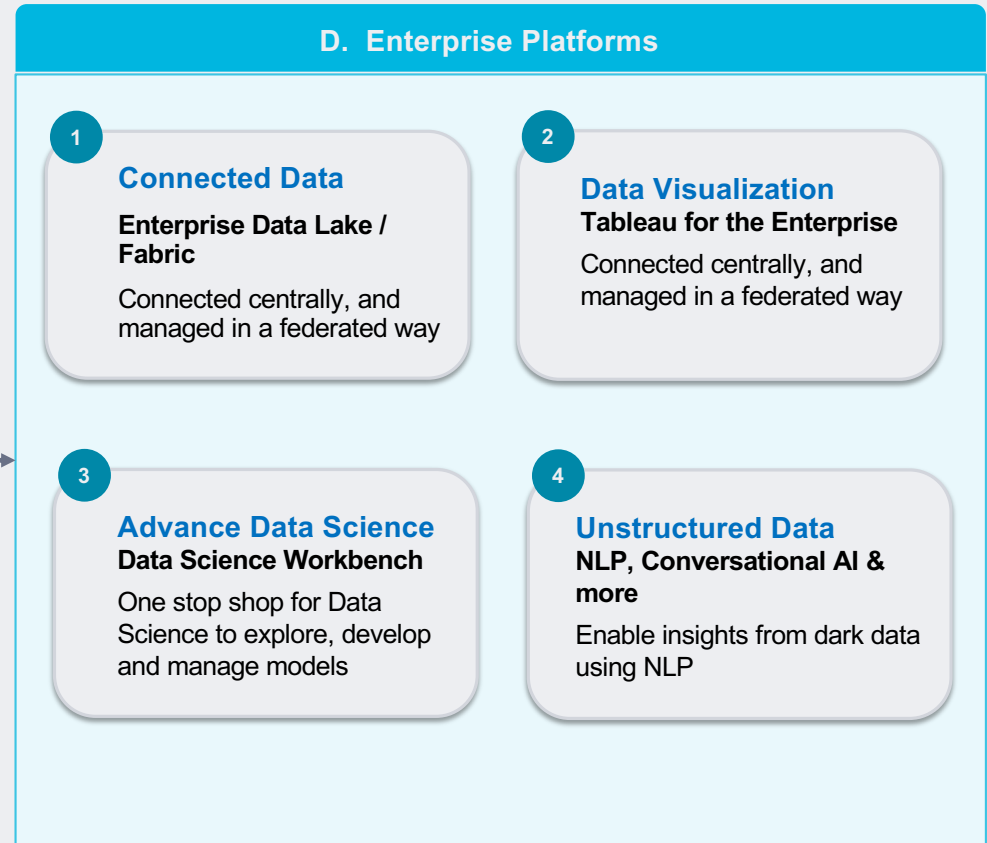 D. Enterprise Platforms
1
Connected Data
Enterprise Data Lake /
Fabric
Connected centrally, and
managed in a federated way
2
Data Visualization
Tableau for the Enterprise
Connected centrally, and
managed in a federated way
3
Advance Data Science
Data Science Workbench
One stop shop for Data
Science to explore, develop
and manage models
4
Unstructured Data
NLP, Conversational AI &
more
Enable insights from dark data
using NLP